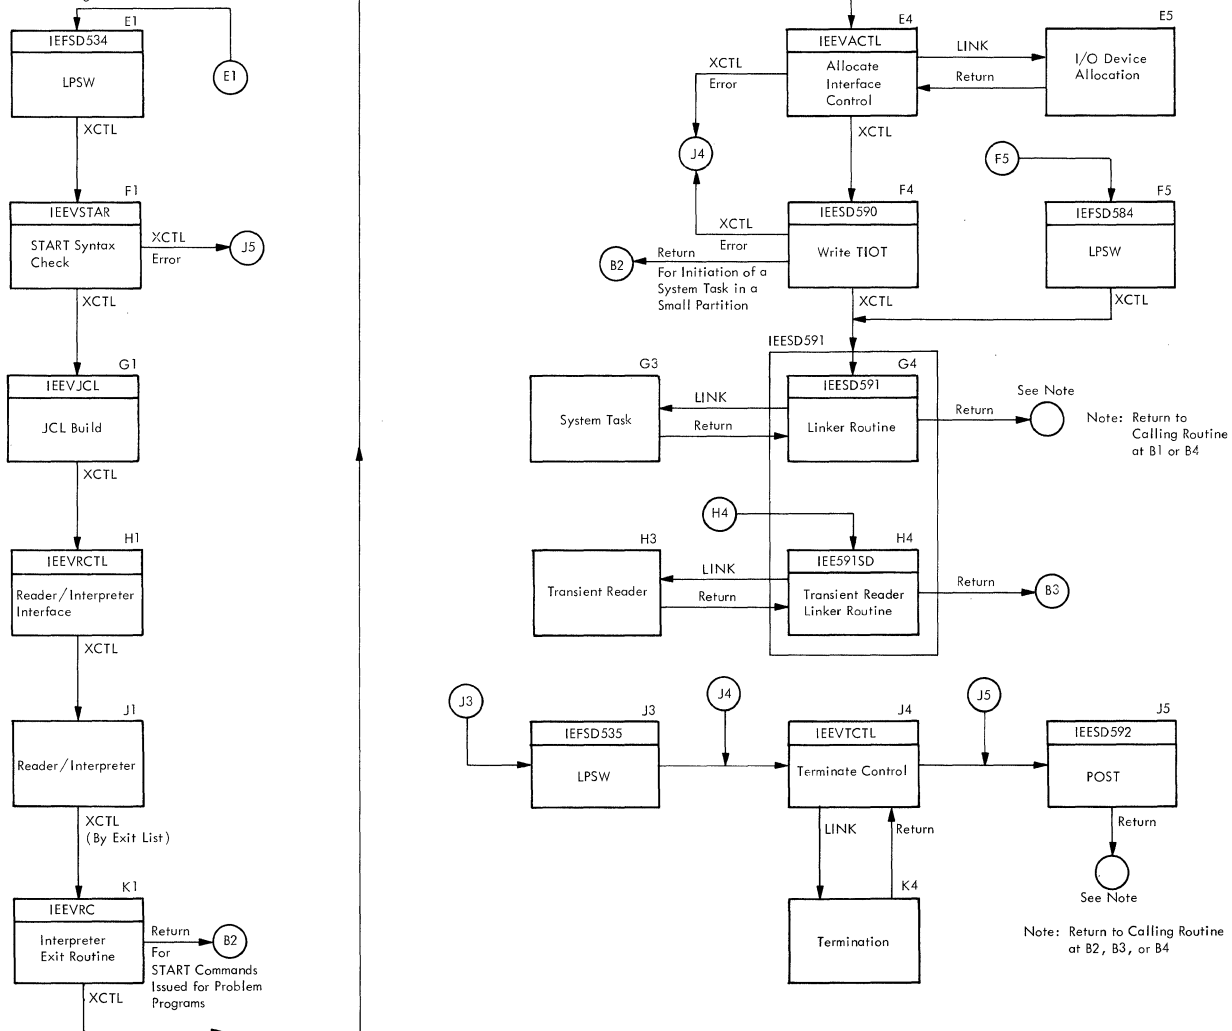 E1
IEFSD534
LPSW
E1
XCTL
F1
IEEVSTAR
START Syntax
Check
XCTL
Error
J5
XCTL
G1
IEEVJCL
JCL Build
XCTL
H1
IEEVRCTL
Reader/Interpreter
Interface
XCTL
J1
Reader/Interpreter
XCTL
(By Exit List)
K1
IEEVRC
Interpreter
Exit Routine
Return
For
START Commands
Issued for Problem
Programs
B2
XCTL
E4
IEEVACTL
Allocate
Interface
Control
XCTL
Error
J4
LINK
Return
E5
I/O Device
Allocation
XCTL
F4
IEESD590
Write TIOT
XCTL
Error
Return
B2
For Initiation of a
System Task in a
Small Partition
XCTL
F5
F5
IEFSD584
LPSW
XCTL
IEESD591
G3
System Task
LINK
Return
G4
IEESD591
Linker Routine
Return
See Note
Note: Return to
Calling Routine
at B1 or B4
H4
H3
Transient Reader
LINK
Return
H4
IEE591SD
Transient Reader
Linker Routine
Return
B3
J3
J3
IEFSD535
LPSW
J4
J4
IEEVTCTL
Terminate Control
LINK
Return
K4
Termination
J5
J5
IEESD592
POST
Return
See Note
Note: Return to Calling Routine
at B2, B3, or B4